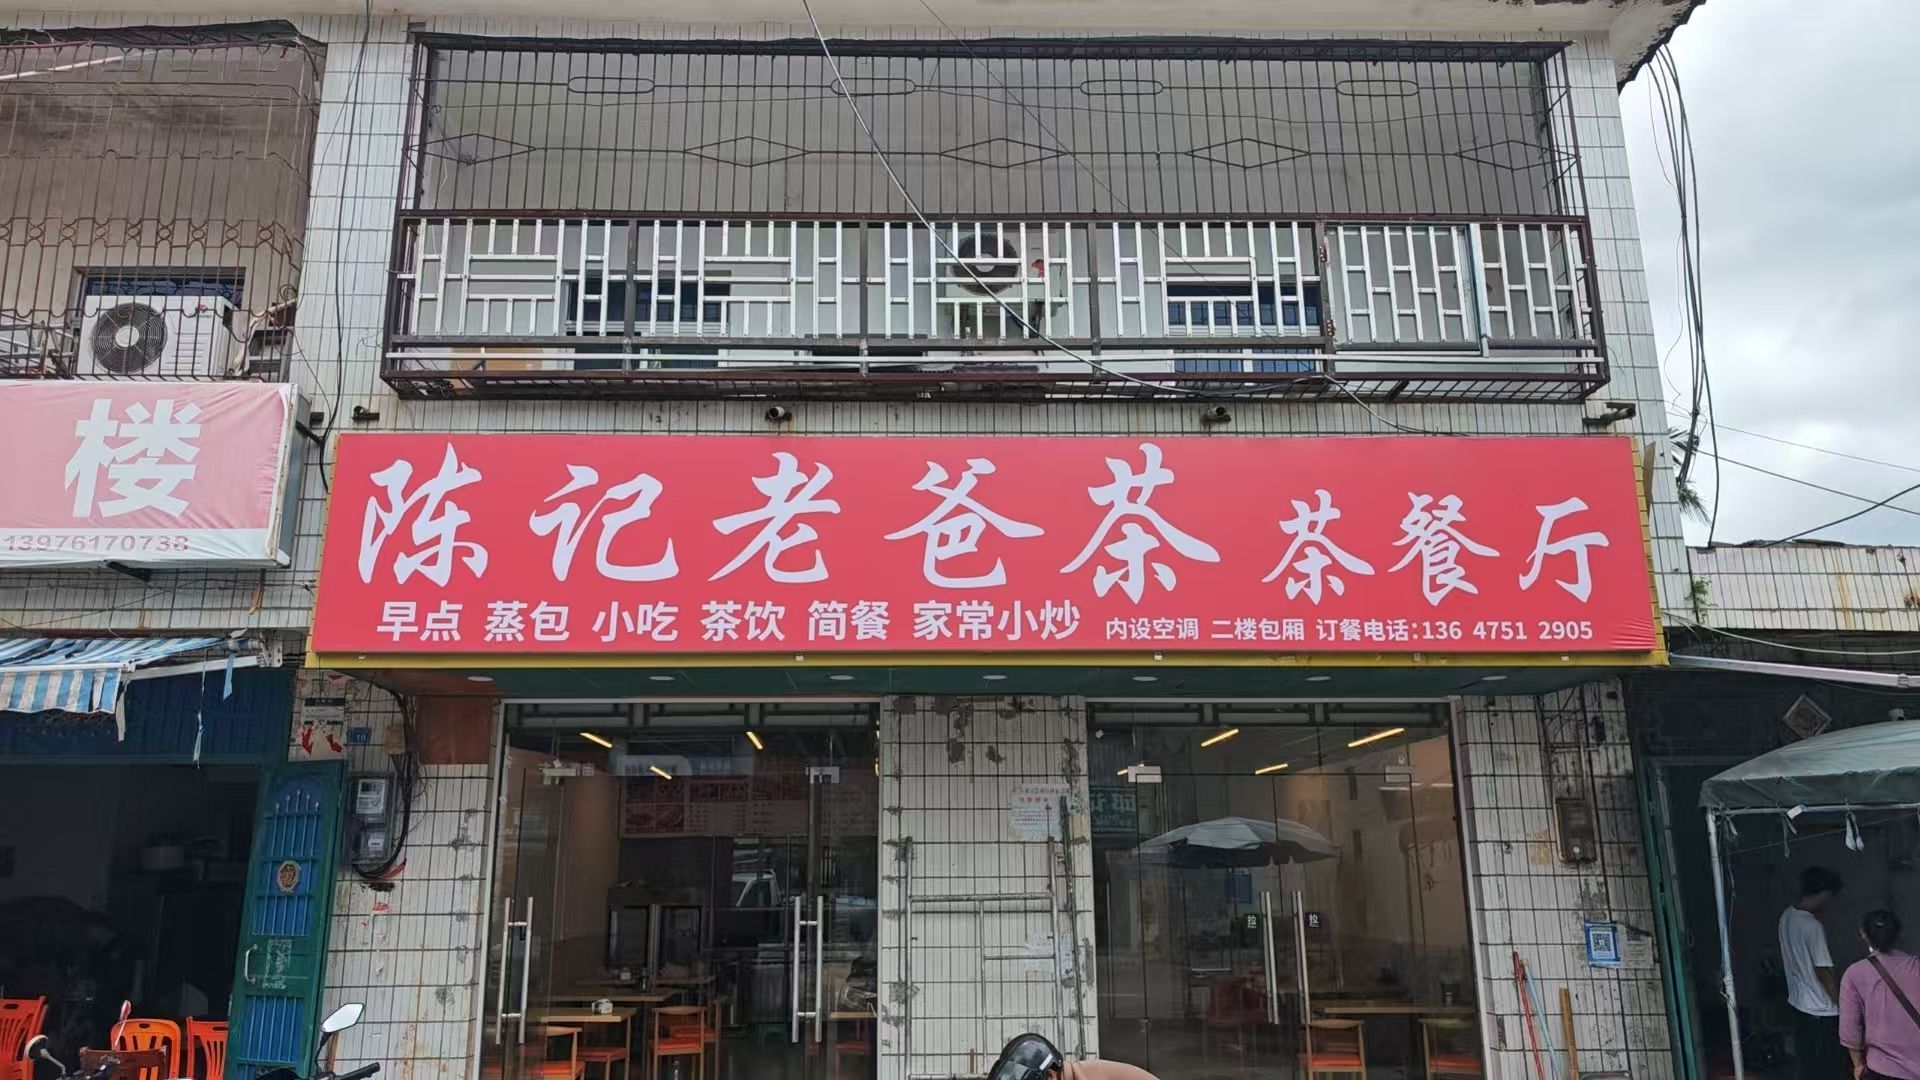 陈记老爸茶 茶餐厅
早点 蒸包 小吃 茶饮 简餐 家常小炒 内设空调 二楼包厢 订餐电话:136 4751 2905
楼
13976170738
拉 拉